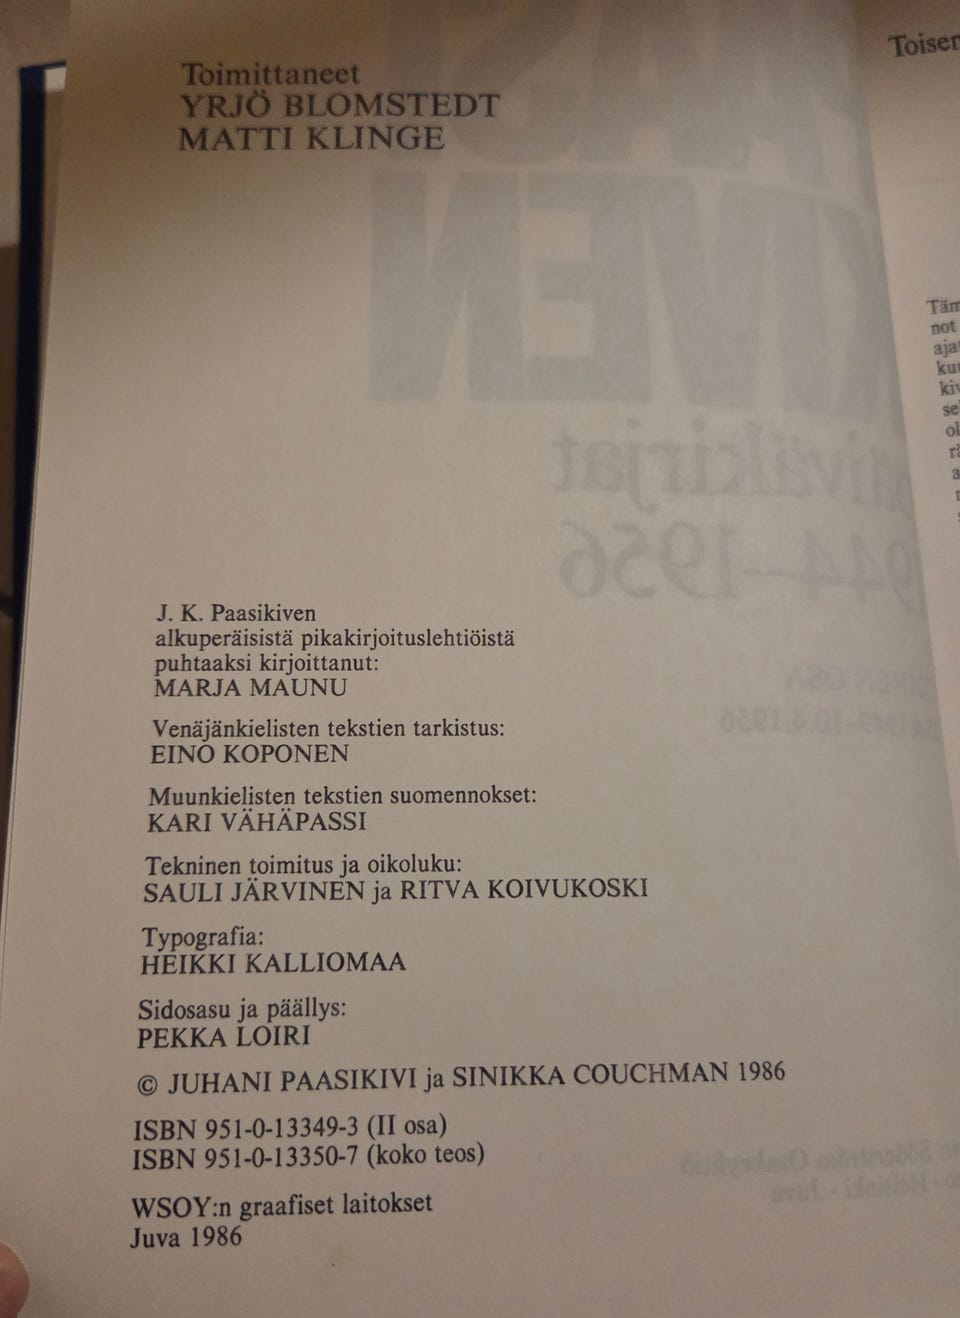 Toimittaneet
YRJÖ BLOMSTEDT
MATTI KLINGE
J. K. Paasikiven
alkuperäisistä pikakirjoituslehtiöistä
puhtaaksi kirjoittanut:
MARJA MAUNU
Venäjänkielisten tekstien tarkistus:
EINO KOPONEN
Muunkielisten tekstien suomennokset:
KARI VÄHÄPASSI
Tekninen toimitus ja oikoluku:
SAULI JÄRVINEN ja RITVA KOIVUKOSKI
Typografia:
HEIKKI KALLIOMAA
Sidosasu ja päällys:
PEKKA LOIRI
© JUHANI PAASIKIVI ja SINIKKA COUCHMAN 1986
ISBN 951-0-13349-3 (II osa)
ISBN 951-0-13350-7 (koko teos)
WSOY:n graafiset laitokset
Juva 1986